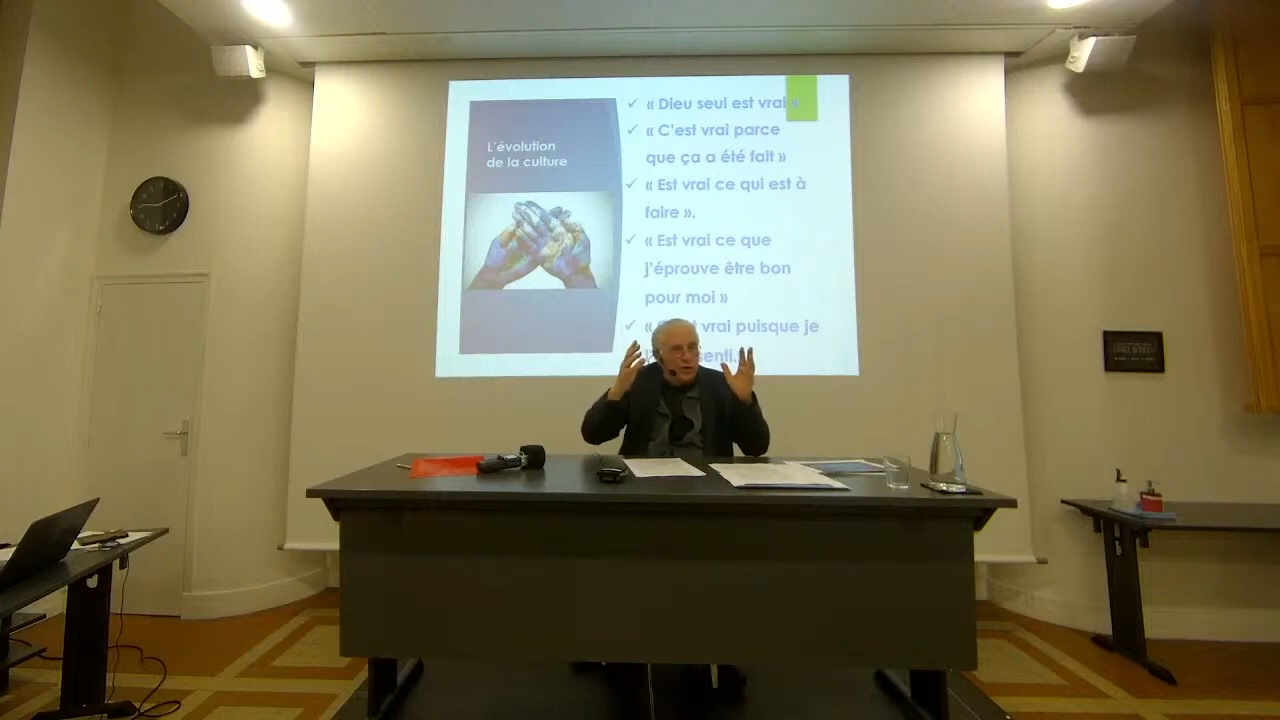 L'évolution
de la culture
« Dieu seul est vrai »
« C'est vrai parce
que ça a été fait »
« Est vrai ce qui est à
faire ».
« Est vrai ce que
j'éprouve être bon
pour moi »
« vrai puisque je
senti.